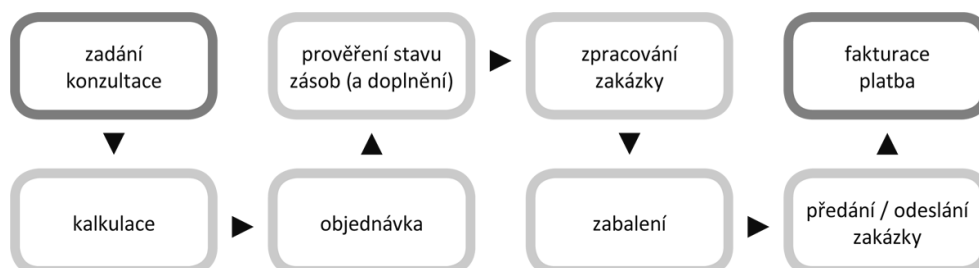 zadání
konzultace
kalkulace
objednávka
prověření stavu
zásob (a doplnění)
zpracování
zakázky
zabalení
předání / odeslání
zakázky
fakturace
platba